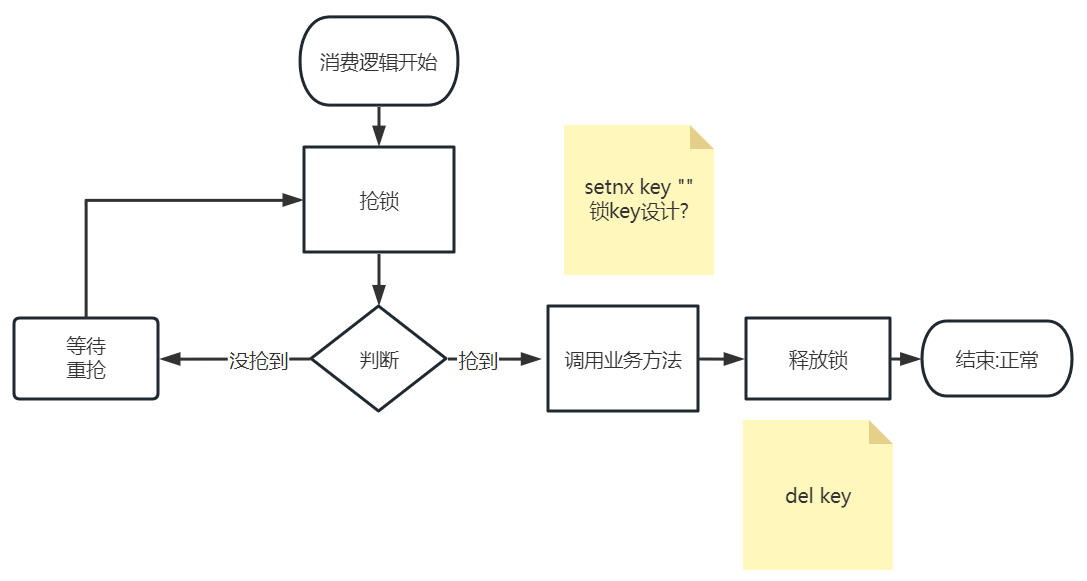 消费逻辑开始
抢锁
setnx key ""
锁key设计?
等待
重抢
没抢到
判断
抢到
调用业务方法
释放锁
结束:正常
del key